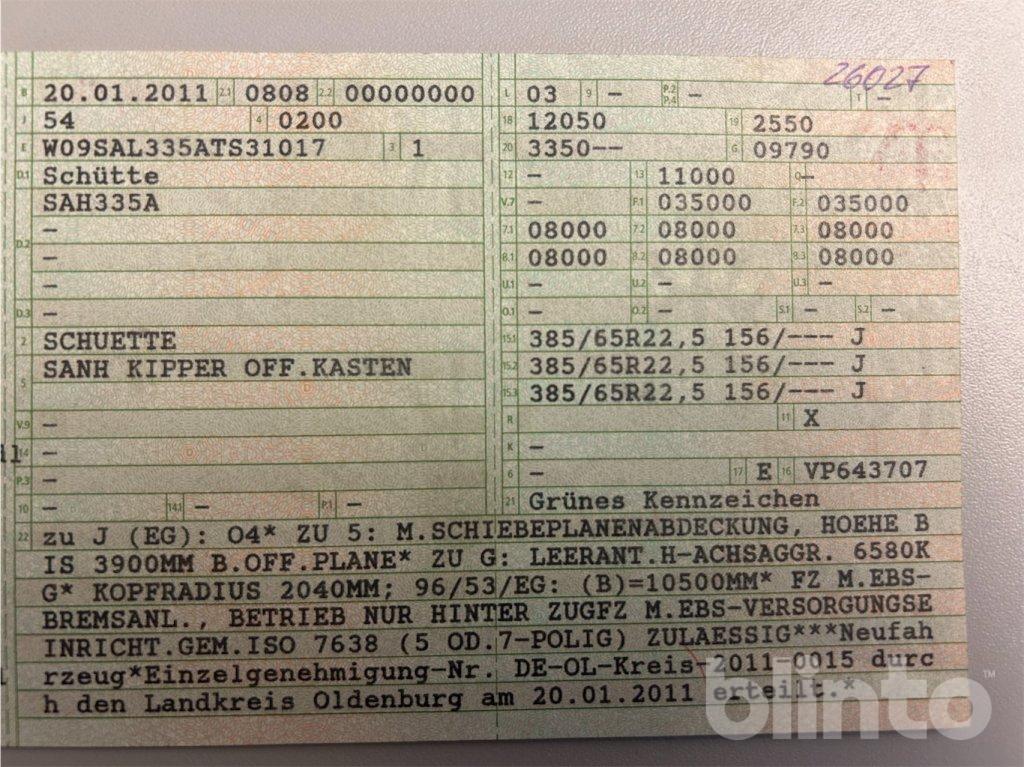 26027
B 20.01.2011 2.1 0808 2.2 00000000 L 03 9 – P.2 P.4 – T –
J 54 4 0200 18 12050 19 2550
E W09SAL335ATS31017 3 1 20 3350-- G 09790
D.1 Schütte 12 – 13 11000 Q –
SAH335A V.7 – F.1 035000 F.2 035000
D.2 – 7.1 08000 7.2 08000 7.3 08000
– 8.1 08000 8.2 08000 8.3 08000
– U.1 – U.2 – U.3 –
D.3 – O.1 – O.2 – S.1 – S.2 –
2 SCHUETTE 15.1 385/65R22,5 156/--- J
5 SANH KIPPER OFF.KASTEN 15.2 385/65R22,5 156/--- J
15.3 385/65R22,5 156/--- J
V.9 – R 11 X
14 – K –
P.3 – 6 – 17 E 16 VP643707
10 – 14.1 – P.1 – 21 Grünes Kennzeichen
22 zu J (EG): O4* ZU 5: M.SCHIEBEPLANENABDECKUNG, HOEHE B
IS 3900MM B.OFF.PLANE* ZU G: LEERANT.H-ACHSAGGR. 6580K
G* KOPFRADIUS 2040MM; 96/53/EG: (B)=10500MM* FZ M.EBS-
BREMSANL., BETRIEB NUR HINTER ZUGFZ M.EBS-VERSORGUNGSE
INRICHT.GEM.ISO 7638 (5 OD.7-POLIG) ZULAESSIG***Neufah
rzeug*Einzelgenehmigung-Nr. DE-OL-Kreis-2011-0015 durc
h den Landkreis Oldenburg am 20.01.2011 erteilt.*
blinto™